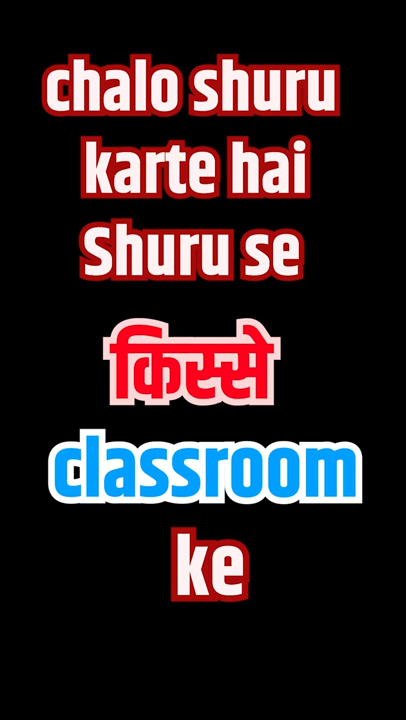 chalo shuru
karte hai
Shuru se
किस्से
classroom
ke